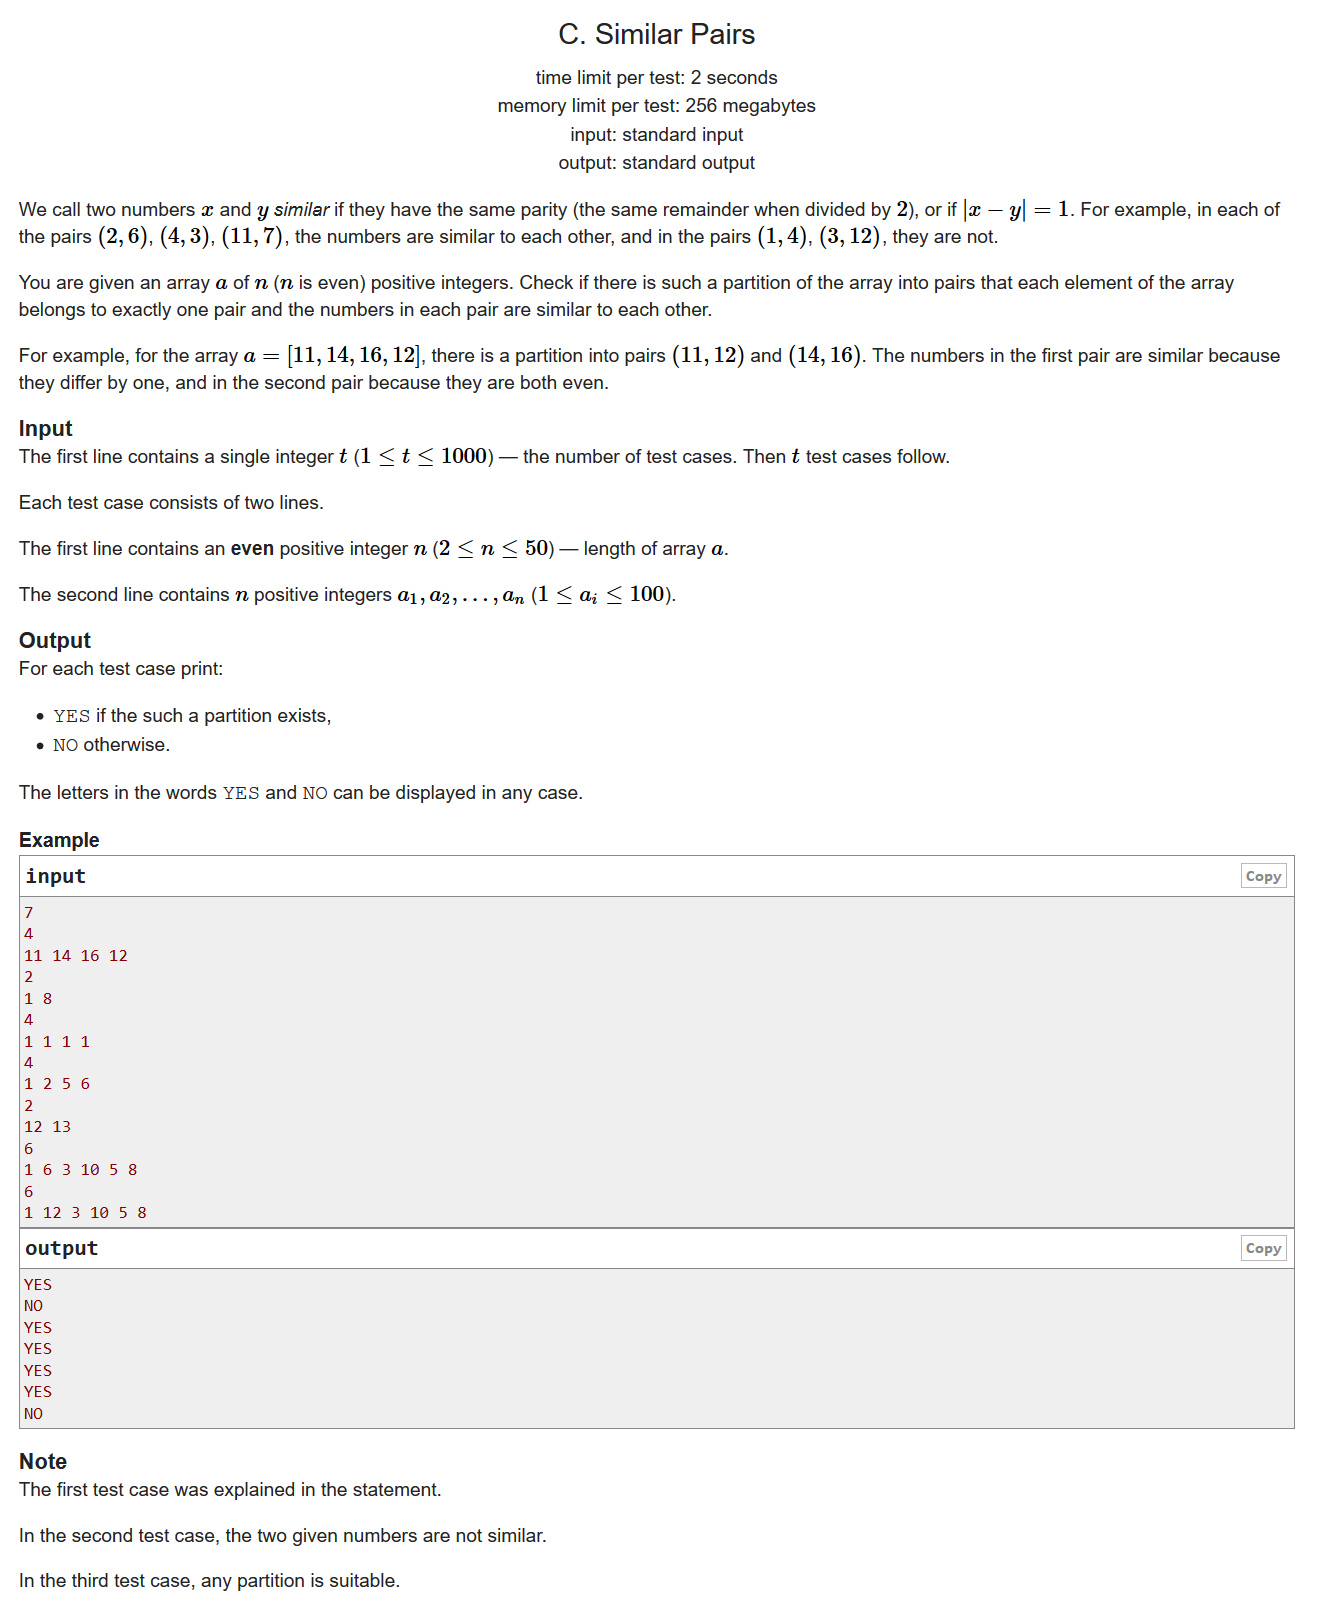 C. Similar Pairs
time limit per test: 2 seconds
memory limit per test: 256 megabytes
input: standard input
output: standard output
We call two numbers x and y similar if they have the same parity (the same remainder when divided by 2), or if |x − y| = 1. For example, in each of
the pairs (2, 6), (4, 3), (11, 7), the numbers are similar to each other, and in the pairs (1, 4), (3, 12), they are not.
You are given an array a of n (n is even) positive integers. Check if there is such a partition of the array into pairs that each element of the array
belongs to exactly one pair and the numbers in each pair are similar to each other.
For example, for the array a = [11, 14, 16, 12], there is a partition into pairs (11, 12) and (14, 16). The numbers in the first pair are similar because
they differ by one, and in the second pair because they are both even.
Input
The first line contains a single integer t (1 ≤ t ≤ 1000) — the number of test cases. Then t test cases follow.
Each test case consists of two lines.
The first line contains an even positive integer n (2 ≤ n ≤ 50) — length of array a.
The second line contains n positive integers a₁, a₂, . . . , aₙ (1 ≤ aᵢ ≤ 100).
Output
For each test case print:
• YES if the such a partition exists,
• NO otherwise.
The letters in the words YES and NO can be displayed in any case.
Example
input Copy
7
4
11 14 16 12
2
1 8
4
1 1 1 1
4
1 2 5 6
2
12 13
6
1 6 3 10 5 8
6
1 12 3 10 5 8
output Copy
YES
NO
YES
YES
YES
YES
NO
Note
The first test case was explained in the statement.
In the second test case, the two given numbers are not similar.
In the third test case, any partition is suitable.